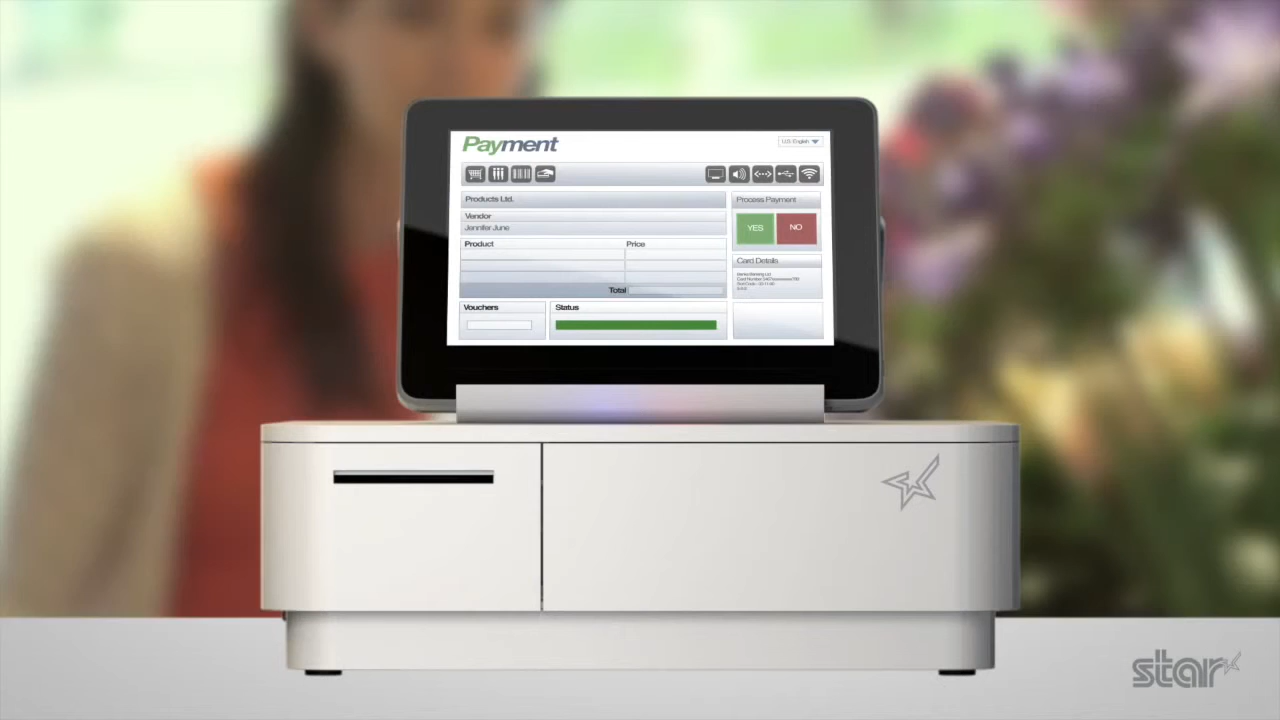 Payment
U.S. English
Products Ltd.
Process Payment
Vendor
YES NO
Jennifer June
Product Price
Card Details
Total
Vouchers Status
star